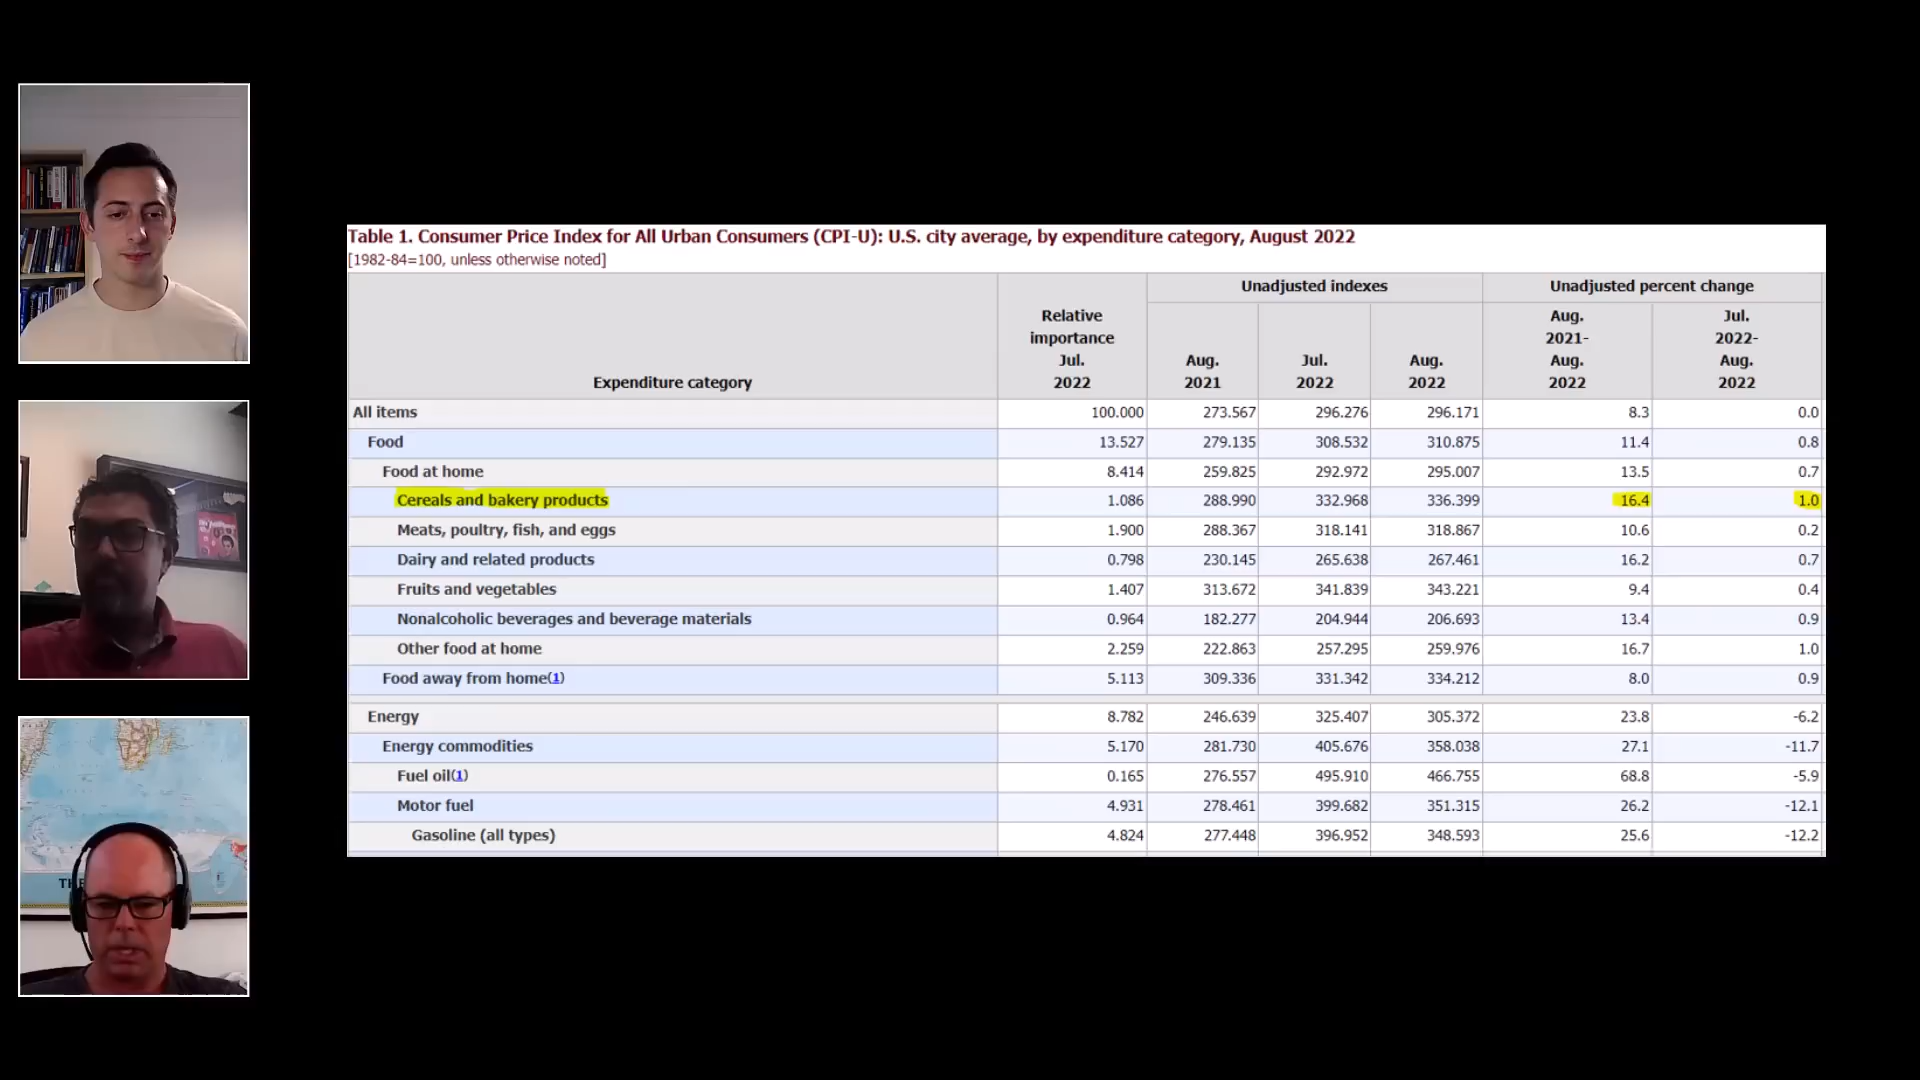 Table 1. Consumer Price Index for All Urban Consumers (CPI-U): U.S. city average, by expenditure category, August 2022
[1982-84=100, unless otherwise noted]
Expenditure category Relative importance Jul. 2022 Unadjusted indexes Unadjusted percent change
Aug. 2021 Jul. 2022 Aug. 2022 Aug. 2021- Aug. 2022 Jul. 2022- Aug. 2022
All items 100.000 273.567 296.276 296.171 8.3 0.0
Food 13.527 279.135 308.532 310.875 11.4 0.8
Food at home 8.414 259.825 292.972 295.007 13.5 0.7
Cereals and bakery products 1.086 288.990 332.968 336.399 16.4 1.0
Meats, poultry, fish, and eggs 1.900 288.367 318.141 318.867 10.6 0.2
Dairy and related products 0.798 230.145 265.638 267.461 16.2 0.7
Fruits and vegetables 1.407 313.672 341.839 343.221 9.4 0.4
Nonalcoholic beverages and beverage materials 0.964 182.277 204.944 206.693 13.4 0.9
Other food at home 2.259 222.863 257.295 259.976 16.7 1.0
Food away from home(1) 5.113 309.336 331.342 334.212 8.0 0.9
Energy 8.782 246.639 325.407 305.372 23.8 -6.2
Energy commodities 5.170 281.730 405.676 358.038 27.1 -11.7
Fuel oil(1) 0.165 276.557 495.910 466.755 68.8 -5.9
Motor fuel 4.931 278.461 399.682 351.315 26.2 -12.1
Gasoline (all types) 4.824 277.448 396.952 348.593 25.6 -12.2